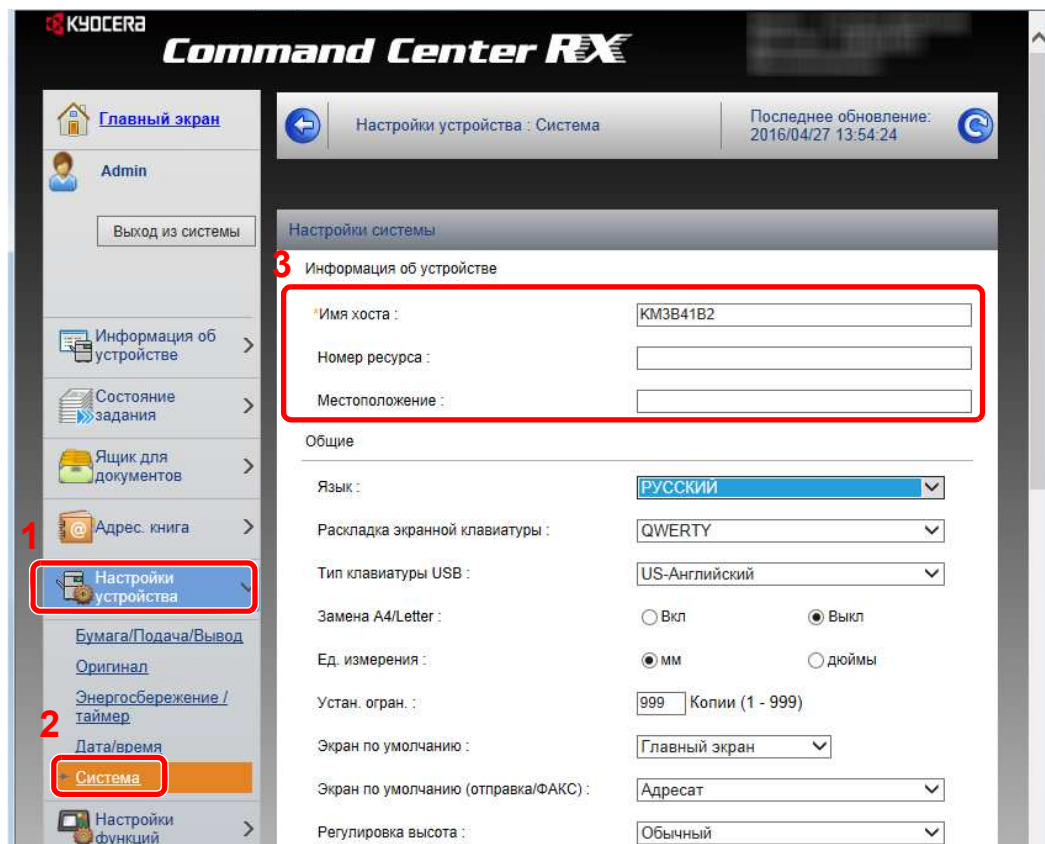 KYOCERA
Command Center RX
Главный экран
Admin
Выход из системы
Информация об
устройстве
Состояние
задания
Ящик для
документов
Адрес. книга
1
Настройки
устройства
Бумага/Подача/Вывод
Оригинал
Энергосбережение /
таймер
2
Дата/время
Система
Настройки
функций
Настройки устройства : Система
Последнее обновление:
2016/04/27 13:54:24
Настройки системы
3
Информация об устройстве
*Имя хоста : KM3B41B2
Номер ресурса :
Местоположение :
Общие
Язык : РУССКИЙ
Раскладка экранной клавиатуры : QWERTY
Тип клавиатуры USB : US-Английский
Замена A4/Letter : Вкл Выкл
Ед. измерения : мм дюймы
Устан. огран. : 999 Копии (1 - 999)
Экран по умолчанию : Главный экран
Экран по умолчанию (отправка/ФАКС) : Адресат
Регулировка высота : Обычный